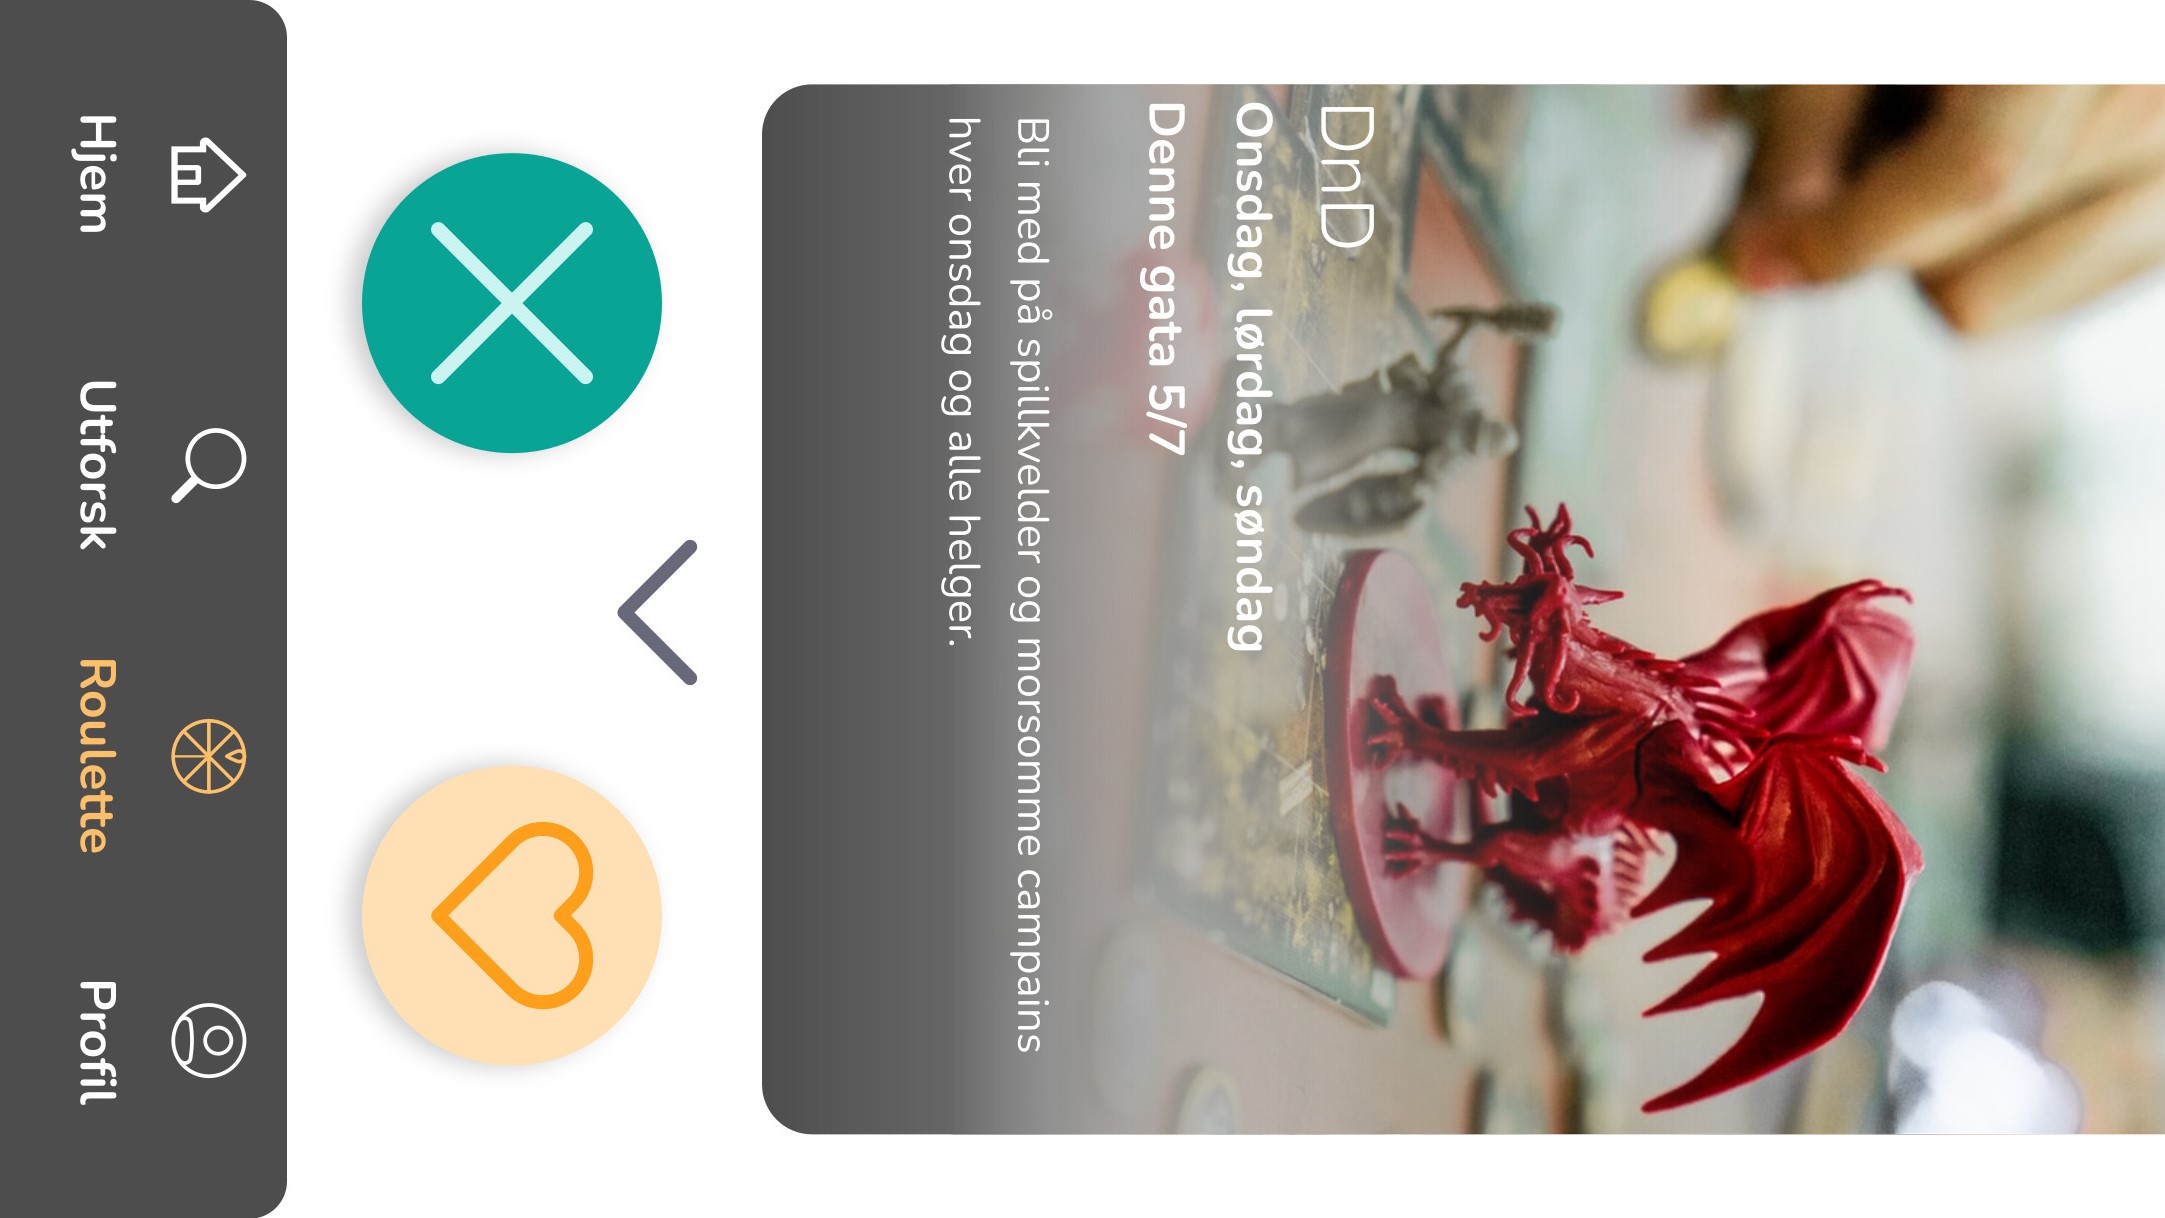 DnD
Onsdag, lørdag, søndag
Denne gata 5/7
Bli med på spillkvelder og morsomme campains
hver onsdag og alle helger.
Hjem Utforsk Roulette Profil